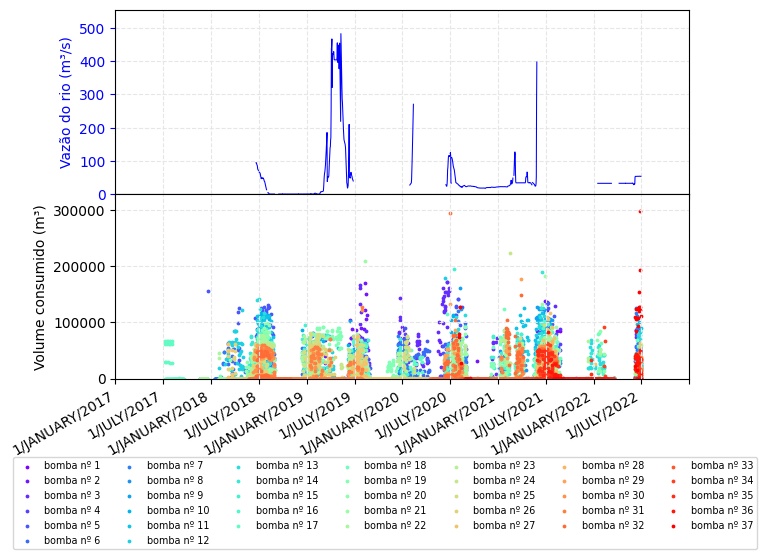 500
400
300
200
100
0
Vazão do rio (m³/s)
300000
200000
100000
0
Volume consumido (m³)
1/JANUARY/2017
1/JULY/2017
1/JANUARY/2018
1/JULY/2018
1/JANUARY/2019
1/JULY/2019
1/JANUARY/2020
1/JULY/2020
1/JANUARY/2021
1/JULY/2021
1/JANUARY/2022
1/JULY/2022
bomba nº 1
bomba nº 2
bomba nº 3
bomba nº 4
bomba nº 5
bomba nº 6
bomba nº 7
bomba nº 8
bomba nº 9
bomba nº 10
bomba nº 11
bomba nº 12
bomba nº 13
bomba nº 14
bomba nº 15
bomba nº 16
bomba nº 17
bomba nº 18
bomba nº 19
bomba nº 20
bomba nº 21
bomba nº 22
bomba nº 23
bomba nº 24
bomba nº 25
bomba nº 26
bomba nº 27
bomba nº 28
bomba nº 29
bomba nº 30
bomba nº 31
bomba nº 32
bomba nº 33
bomba nº 34
bomba nº 35
bomba nº 36
bomba nº 37